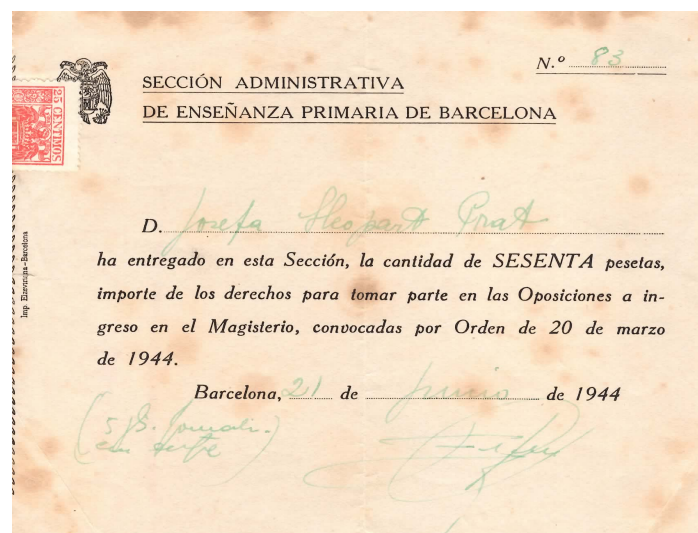 N.º 83
SECCIÓN ADMINISTRATIVA
DE ENSEÑANZA PRIMARIA DE BARCELONA
25 CENTIMOS
D. Josefa Prat
ha entregado en esta Sección, la cantidad de SESENTA pesetas,
importe de los derechos para tomar parte en las Oposiciones a in-
greso en el Magisterio, convocadas por Orden de 20 de marzo
de 1944.
Barcelona, 21 de junio de 1944
Imp. Elzeviriana-Barcelona